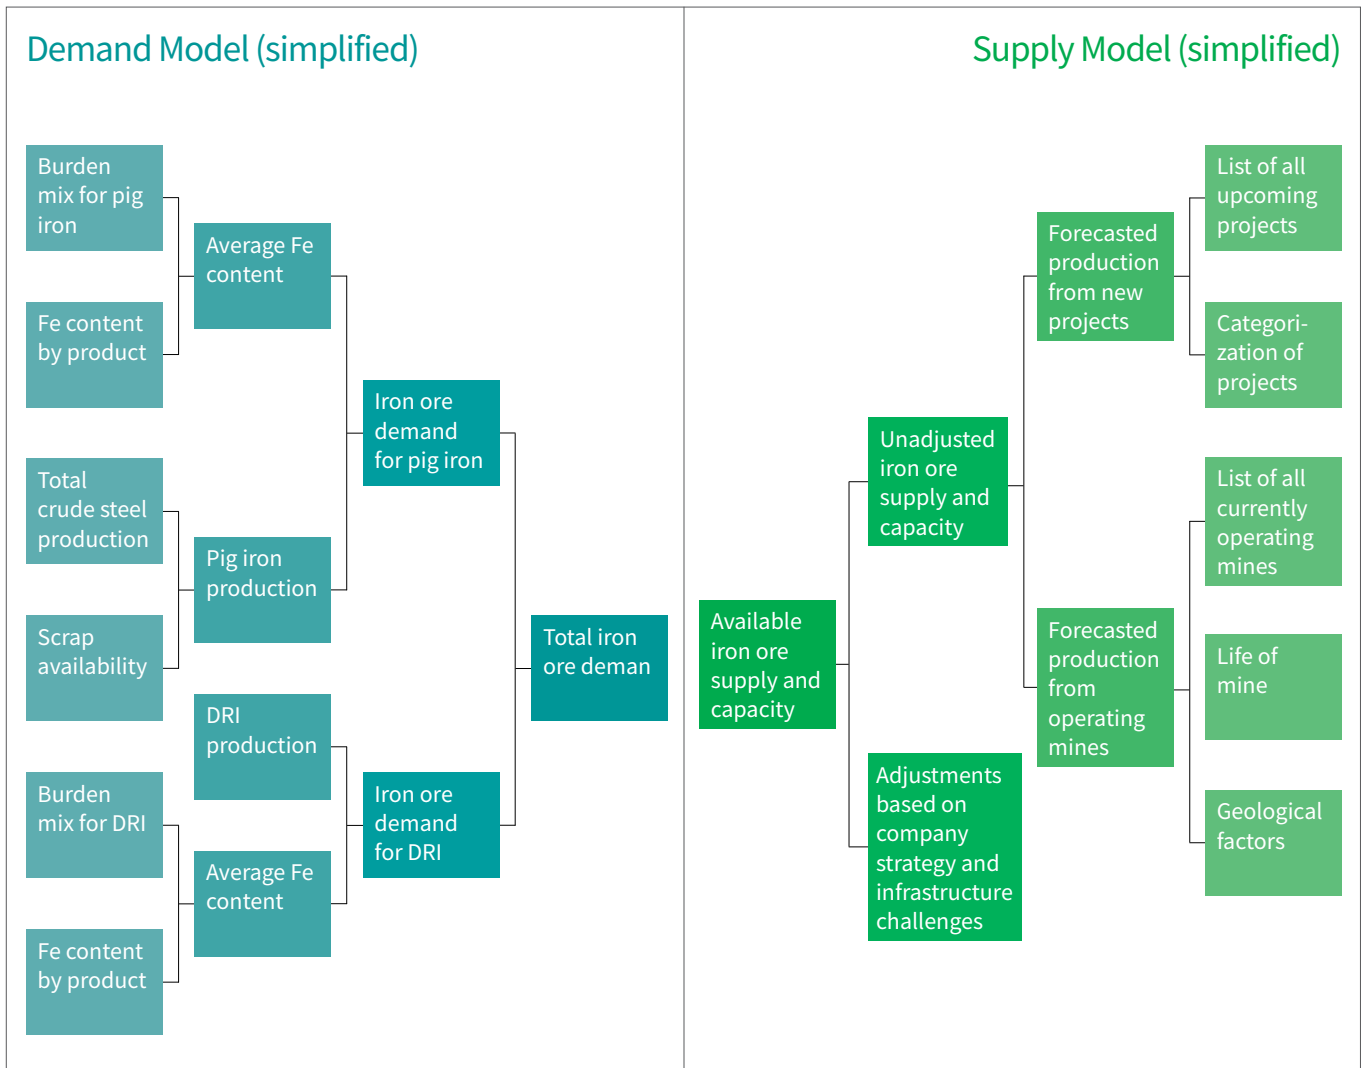 Demand Model (simplified)
Burden
mix for pig
iron
Fe content
by product
Average Fe
content
Total
crude steel
production
Scrap
availability
Pig iron
production
Iron ore
demand
for pig iron
DRI
production
Burden
mix for DRI
Fe content
by product
Average Fe
content
Iron ore
demand
for DRI
Total iron
ore deman
Supply Model (simplified)
Available
iron ore
supply and
capacity
Unadjusted
iron ore
supply and
capacity
Adjustments
based on
company
strategy and
infrastructure
challenges
Forecasted
production
from new
projects
Forecasted
production
from
operating
mines
List of all
upcoming
projects
Categori-
zation of
projects
List of all
currently
operating
mines
Life of
mine
Geological
factors